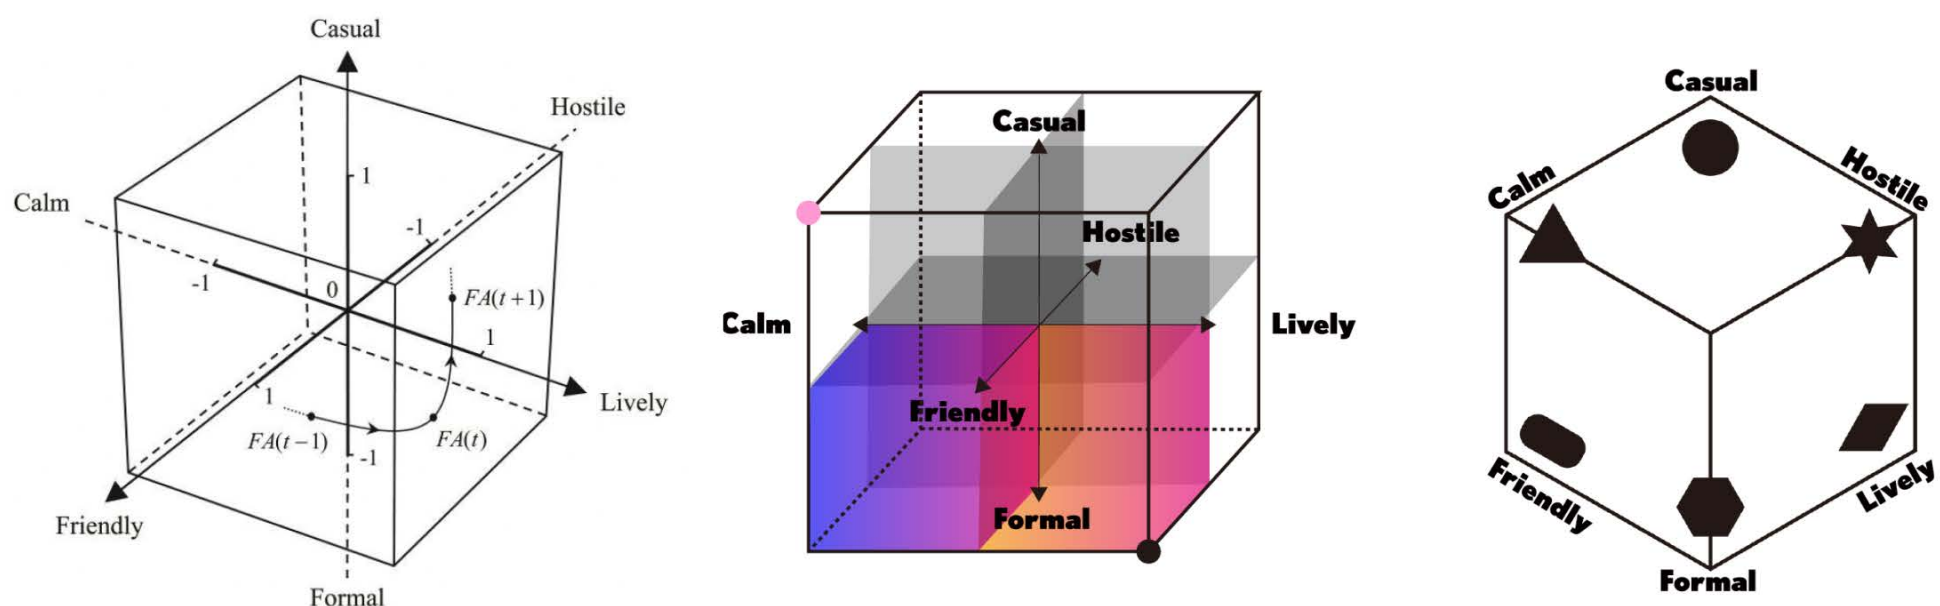 Casual
Hostile
1
Calm
-1
-1
0
FA(t+1)
1
Lively
1
FA(t−1)
FA(t)
-1
Friendly
Formal
Casual
Hostile
Calm
Lively
Friendly
Formal
Casual
Calm
Hostile
Friendly
Lively
Formal